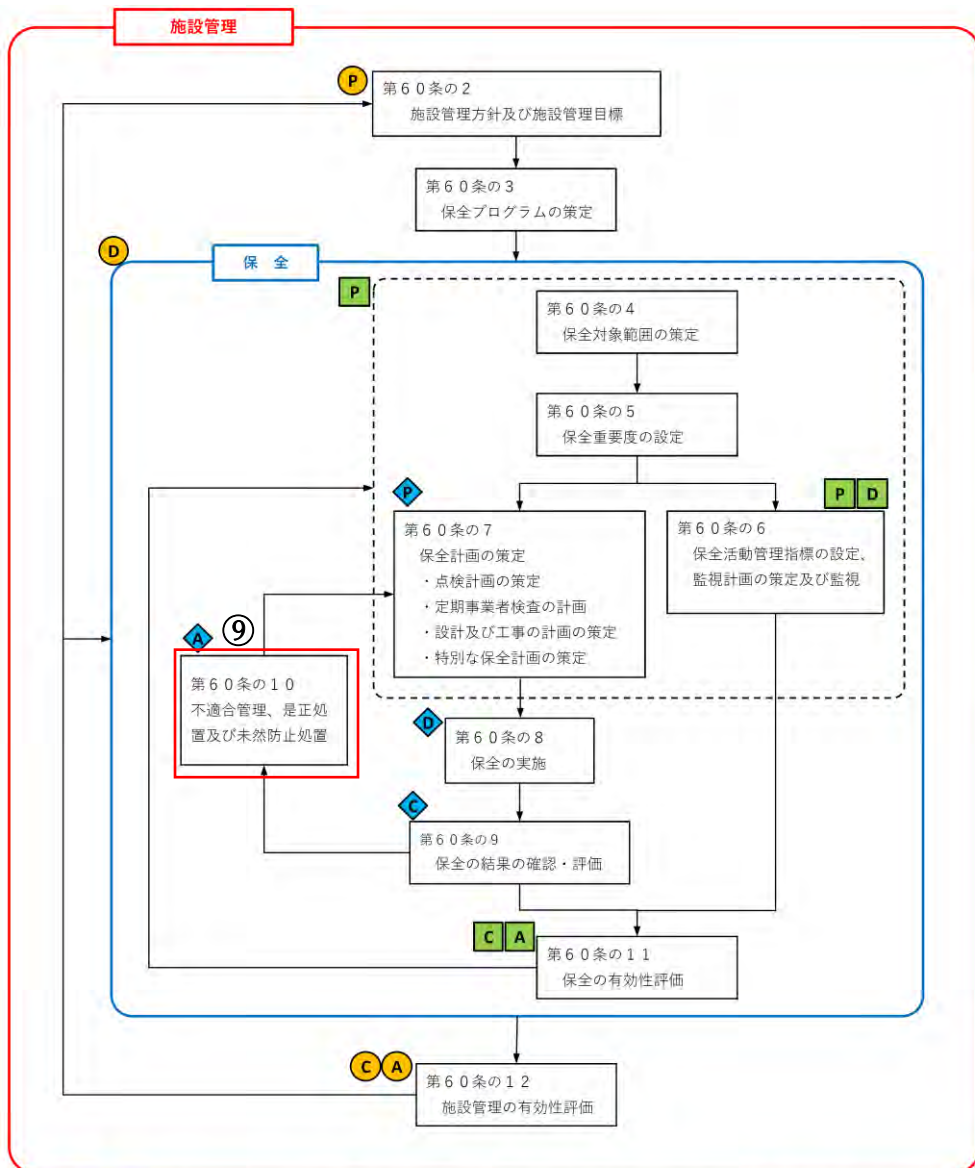 施設管理
P
第60条の2
施設管理方針及び施設管理目標
第60条の3
保全プログラムの策定
D
保 全
P
第60条の4
保全対象範囲の策定
第60条の5
保全重要度の設定
P
第60条の7
保全計画の策定
・点検計画の策定
・定期事業者検査の計画
・設計及び工事の計画の策定
・特別な保全計画の策定
P D
第60条の6
保全活動管理指標の設定、
監視計画の策定及び監視
A
⑨
第60条の10
不適合管理、是正処
置及び未然防止処置
D
第60条の8
保全の実施
C
第60条の9
保全の結果の確認・評価
C A
第60条の11
保全の有効性評価
C A
第60条の12
施設管理の有効性評価